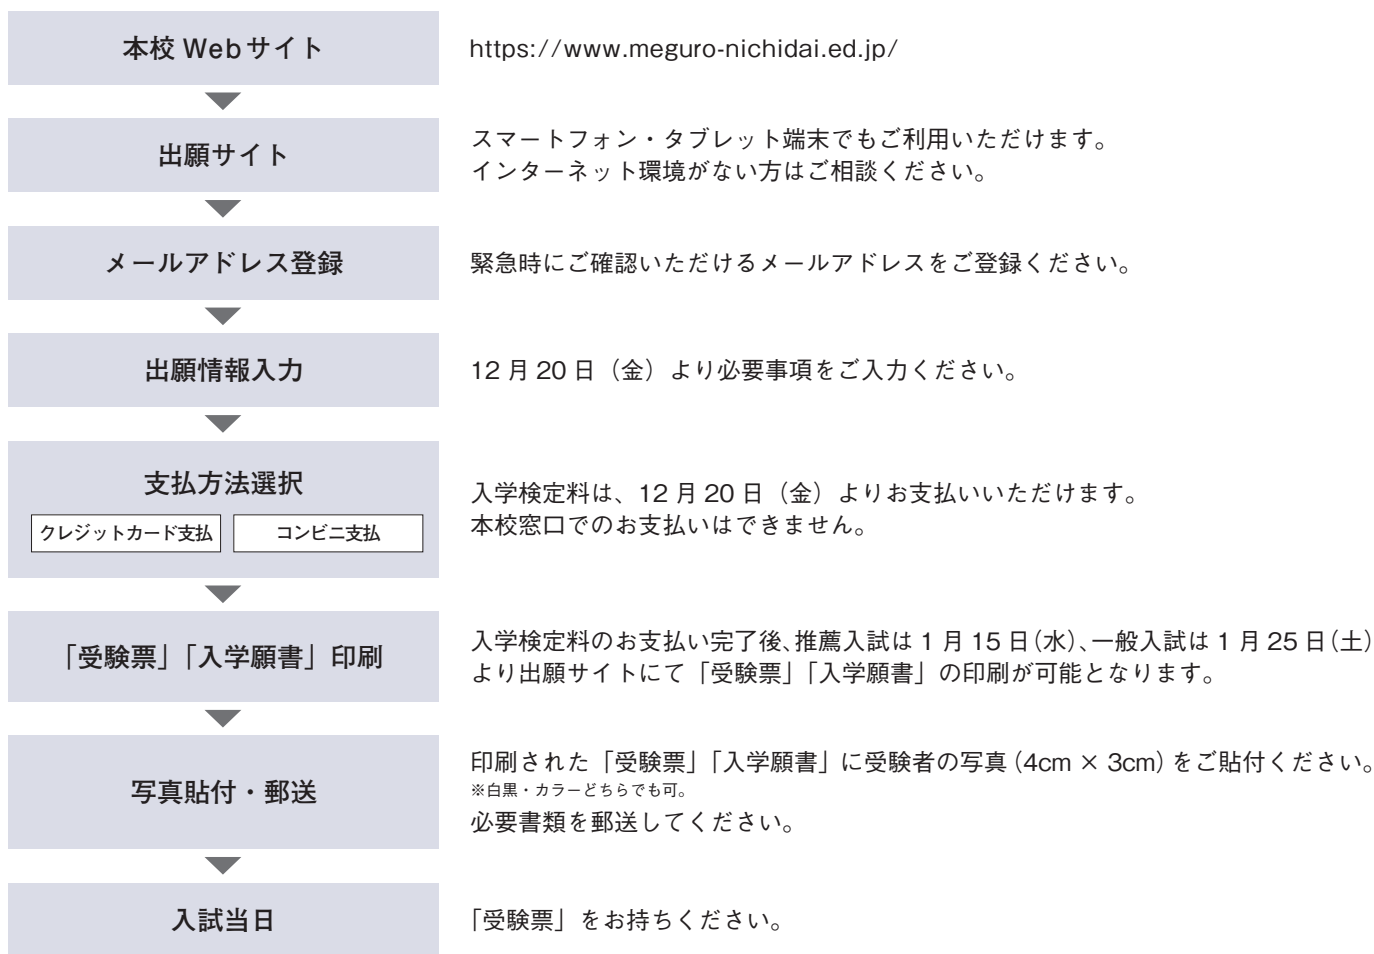 本校 Webサイト
https://www.meguro-nichidai.ed.jp/
出願サイト
スマートフォン・タブレット端末でもご利用いただけます。
インターネット環境がない方はご相談ください。
メールアドレス登録
緊急時にご確認いただけるメールアドレスをご登録ください。
出願情報入力
12 月 20 日（金）より必要事項をご入力ください。
支払方法選択
クレジットカード支払
コンビニ支払
入学検定料は、12 月 20 日（金）よりお支払いいただけます。
本校窓口でのお支払いはできません。
「受験票」「入学願書」印刷
入学検定料のお支払い完了後、推薦入試は 1 月 15 日（水）、一般入試は 1 月 25 日（土）
より出願サイトにて「受験票」「入学願書」の印刷が可能となります。
写真貼付・郵送
印刷された「受験票」「入学願書」に受験者の写真（4cm × 3cm）をご貼付ください。
※白黒・カラーどちらでも可。
必要書類を郵送してください。
入試当日
「受験票」をお持ちください。